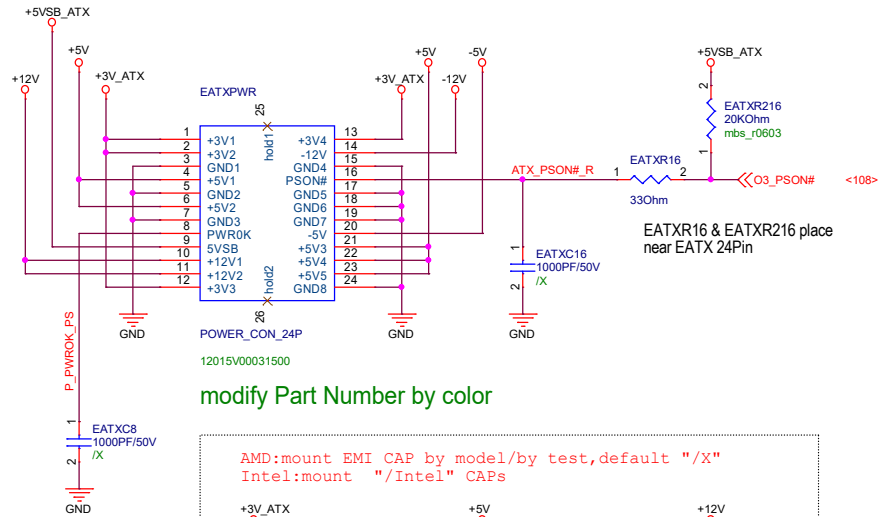 +5VSB_ATX
+5V
+12V
+3V_ATX
EATXPWR
25
+5V
-5V
+3V_ATX
-12V
+5VSB_ATX
2
EATXR216
20KOhm
mbs_r0603
1
1 +3V1
2 +3V2
3 GND1
4 +5V1
5 GND2
6 +5V2
7 GND3
8 PWR0K
9 5VSB
10 +12V1
11 +12V2
12 +3V3
hold1
hold2
+3V4 13
-12V 14
GND4 15
PSON# 16
GND5 17
GND6 18
GND7 19
-5V 20
+5V3 21
+5V4 22
+5V5 23
GND8 24
ATX_PSON#_R
1
EATXR16
2
33Ohm
O3_PSON#
<108>
EATXR16 & EATXR216 place
near EATX 24Pin
1
EATXC16
1000PF/50V
/X
2
GND
26
GND
POWER_CON_24P
GND
GND
12015V00031500
modify Part Number by color
P_PWROK_PS
1
EATXC8
1000PF/50V
/X
2
GND
AMD:mount EMI CAP by model/by test,default "/X"
Intel:mount "/Intel" CAPs
+3V_ATX
+5V
+12V